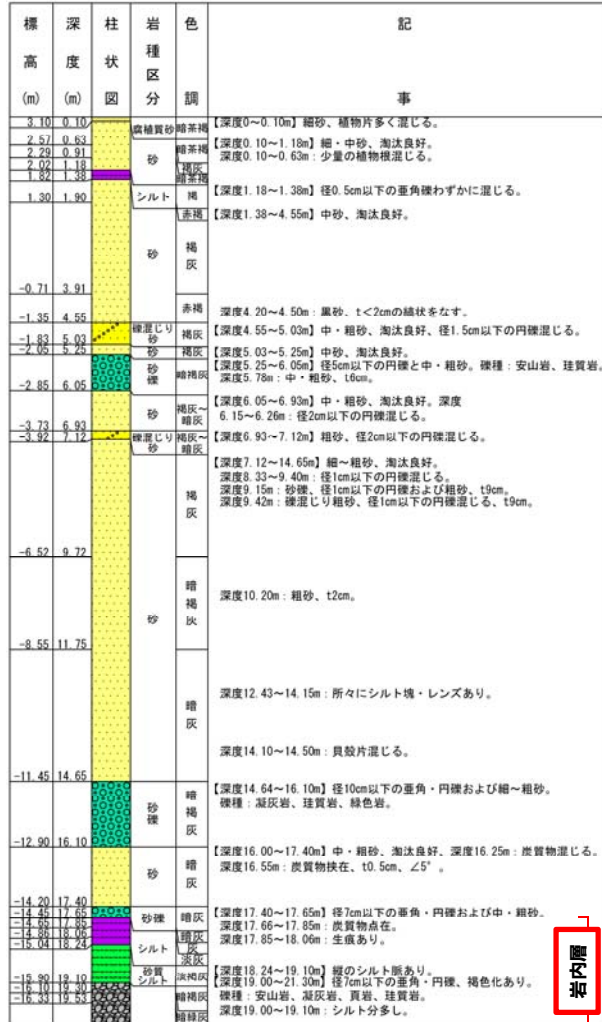 標高(m) 深度(m) 柱状図 岩種区分 色調 記事
3.10 0.10 腐植質砂 暗茶褐 【深度0~0.10m】細砂、植物片多く混じる。
2.57 0.63 砂 暗茶褐 【深度0.10~1.18m】細・中砂、淘汰良好。
2.29 0.91 深度0.10~0.63m:少量の植物根混じる。
2.02 1.18 褐灰
1.82 1.38 暗茶褐
1.30 1.90 シルト 褐 【深度1.18~1.38m】径0.5cm以下の亜角礫わずかに混じる。
赤褐 【深度1.38~4.55m】中砂、淘汰良好。
砂 褐灰
-0.71 3.91
赤褐 深度4.20~4.50m:黒砂、t<2cmの縞状をなす。
-1.35 4.55 礫混じり砂 褐灰 【深度4.55~5.03m】中・粗砂、淘汰良好、径1.5cm以下の円礫混じる。
-1.83 5.03 砂 褐灰 【深度5.03~5.25m】中砂、淘汰良好。
-2.05 5.25 砂礫 暗褐灰 【深度5.25~6.05m】径5cm以下の円礫と中・粗砂。礫種:安山岩、珪質岩。
深度5.78m:中・粗砂、t6cm。
-2.85 6.05 砂 褐灰~暗灰 【深度6.05~6.93m】中・粗砂、淘汰良好。深度
6.15~6.26m:径2cm以下の円礫混じる。
-3.73 6.93 礫混じり砂 褐灰~暗灰 【深度6.93~7.12m】粗砂、径2cm以下の円礫混じる。
-3.92 7.12
【深度7.12~14.65m】細~粗砂、淘汰良好。
深度8.33~9.40m:径1cm以下の円礫混じる。
褐灰 深度9.15m:砂礫、径1cm以下の円礫および粗砂、t9cm。
深度9.42m:礫混じり粗砂、径1cm以下の円礫混じる、t9cm。
-6.52 9.72
砂 暗褐灰 深度10.20m:粗砂、t2cm。
-8.55 11.75
暗灰 深度12.43~14.15m:所々にシルト塊・レンズあり。
深度14.10~14.50m:貝殻片混じる。
-11.45 14.65
砂礫 暗褐灰 【深度14.64~16.10m】径10cm以下の亜角・円礫および細~粗砂。
礫種:凝灰岩、珪質岩、緑色岩。
-12.90 16.10
砂 暗灰 【深度16.00~17.40m】中・粗砂、淘汰良好、深度16.25m:炭質物混じる。
深度16.55m:炭質物挟在、t0.5cm、∠5°。
-14.20 17.40
-14.45 17.65 砂礫 暗灰 【深度17.40~17.65m】径7cm以下の亜角・円礫および中・粗砂。
-14.65 17.85 深度17.66~17.85m:炭質物点在。
-14.86 18.06 シルト 暗灰 深度17.85~18.06m:生痕あり。
-15.04 18.24 灰
淡灰
-15.90 19.10 砂質シルト 淡褐灰 【深度18.24~19.10m】縦のシルト脈あり。
-16.10 19.30 【深度19.00~21.30m】径7cm以下の亜角・円礫、褐色化あり。
-16.33 19.53 暗褐灰 礫種:安山岩、凝灰岩、頁岩、珪質岩。
暗緑灰 深度19.00~19.10m:シルト分多し。
岩内層